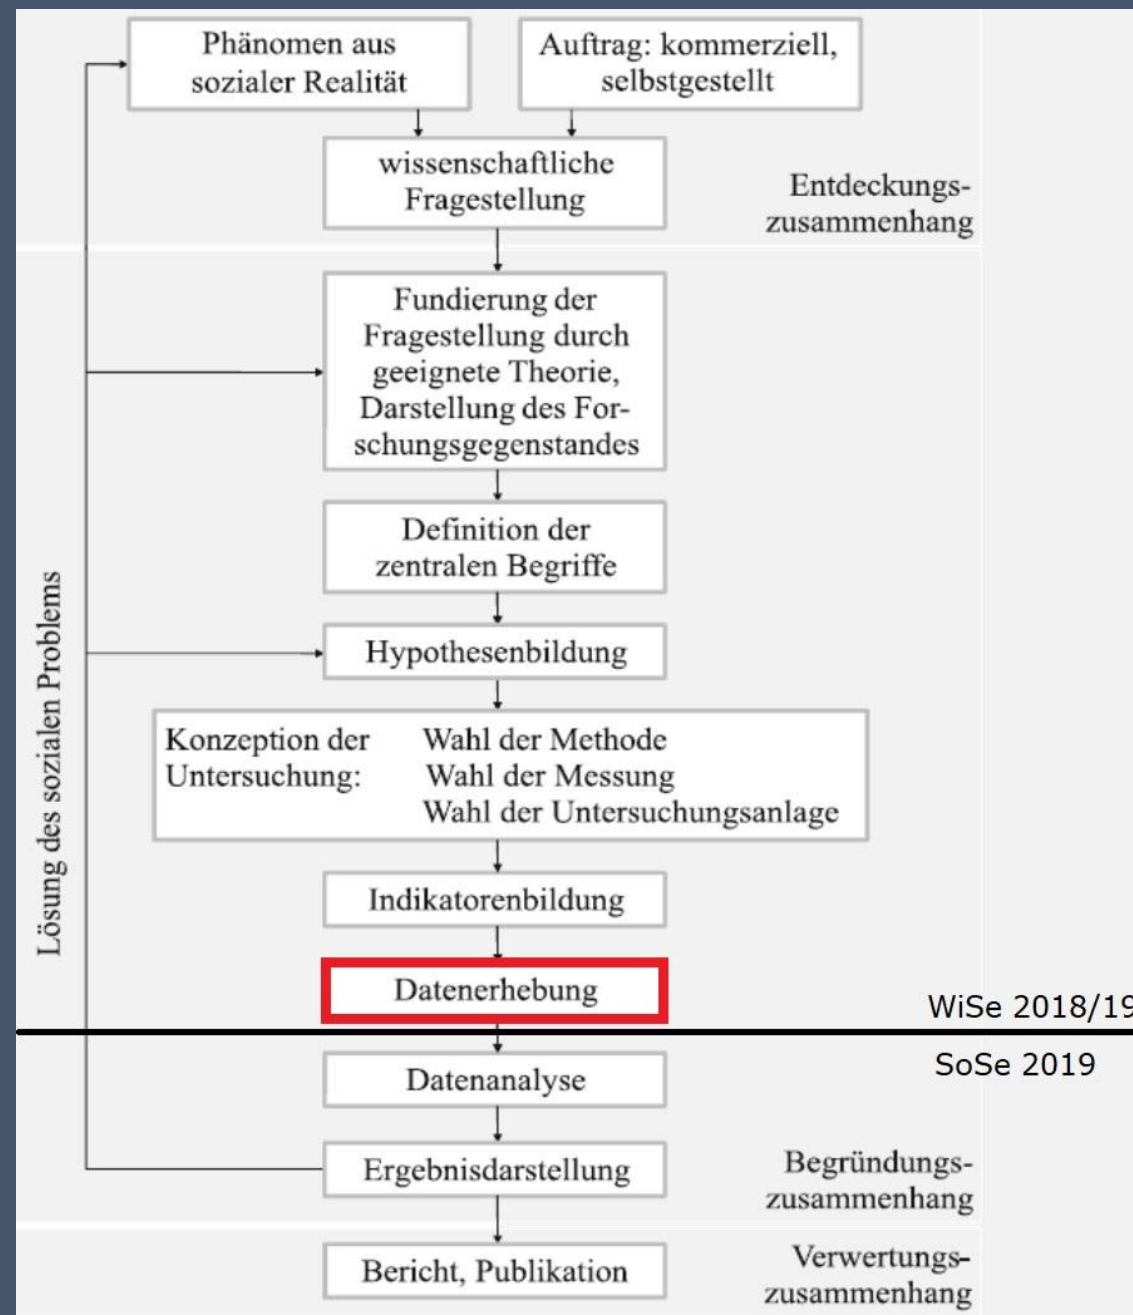 Phänomen aus
sozialer Realität
Auftrag: kommerziell,
selbstgestellt
wissenschaftliche
Fragestellung
Entdeckungs-
zusammenhang
Fundierung der
Fragestellung durch
geeignete Theorie,
Darstellung des For-
schungsgegenstandes
Definition der
zentralen Begriffe
Hypothesenbildung
Lösung des sozialen Problems
Konzeption der Wahl der Methode
Untersuchung: Wahl der Messung
Wahl der Untersuchungsanlage
Indikatorenbildung
Datenerhebung
WiSe 2018/19
SoSe 2019
Datenanalyse
Ergebnisdarstellung
Begründungs-
zusammenhang
Bericht, Publikation
Verwertungs-
zusammenhang